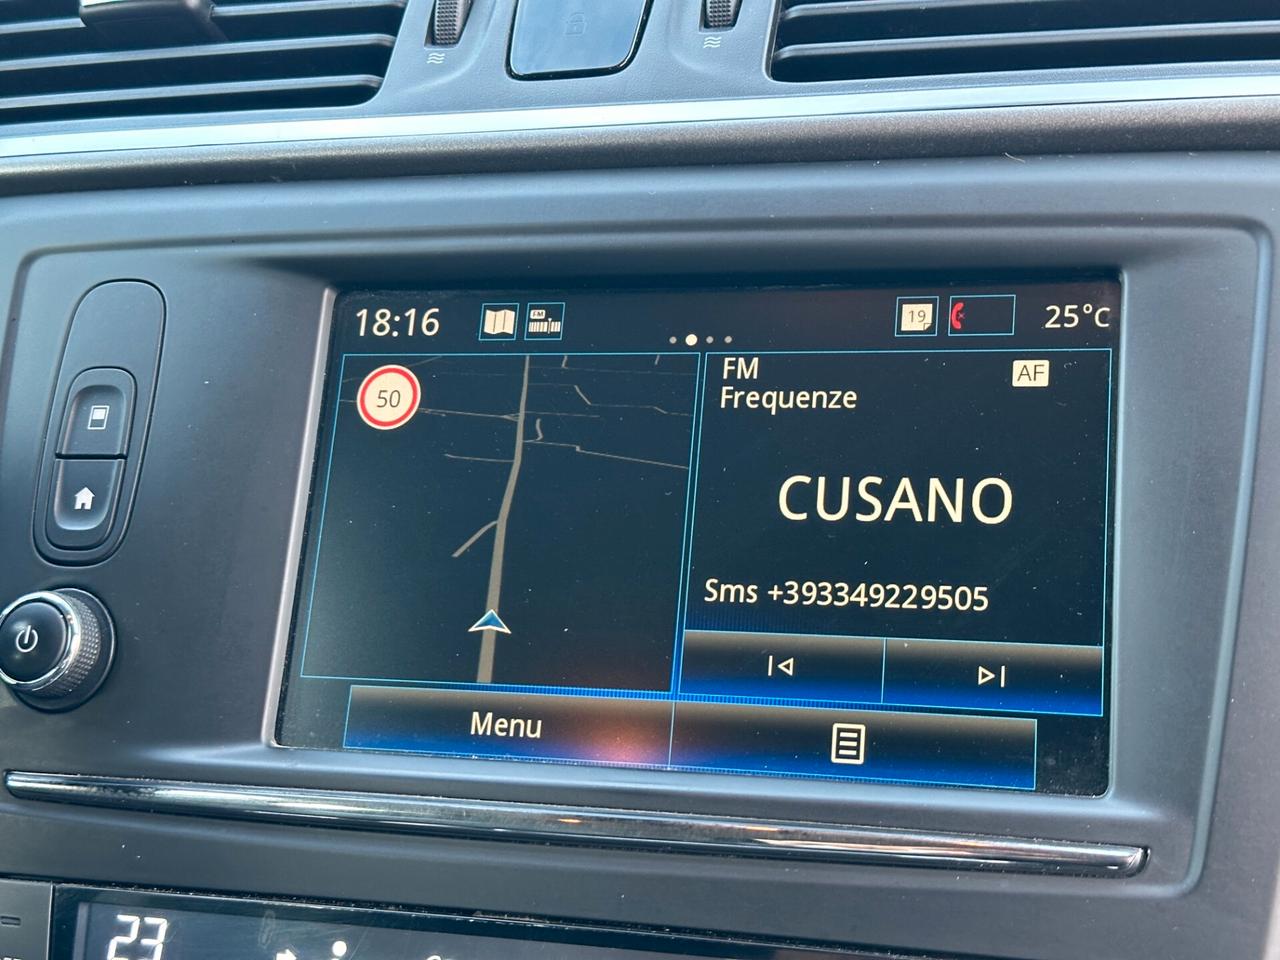 18:16
FM
19
25°C
50
FM
Frequenze
AF
CUSANO
Sms +393349229505
Menu
23